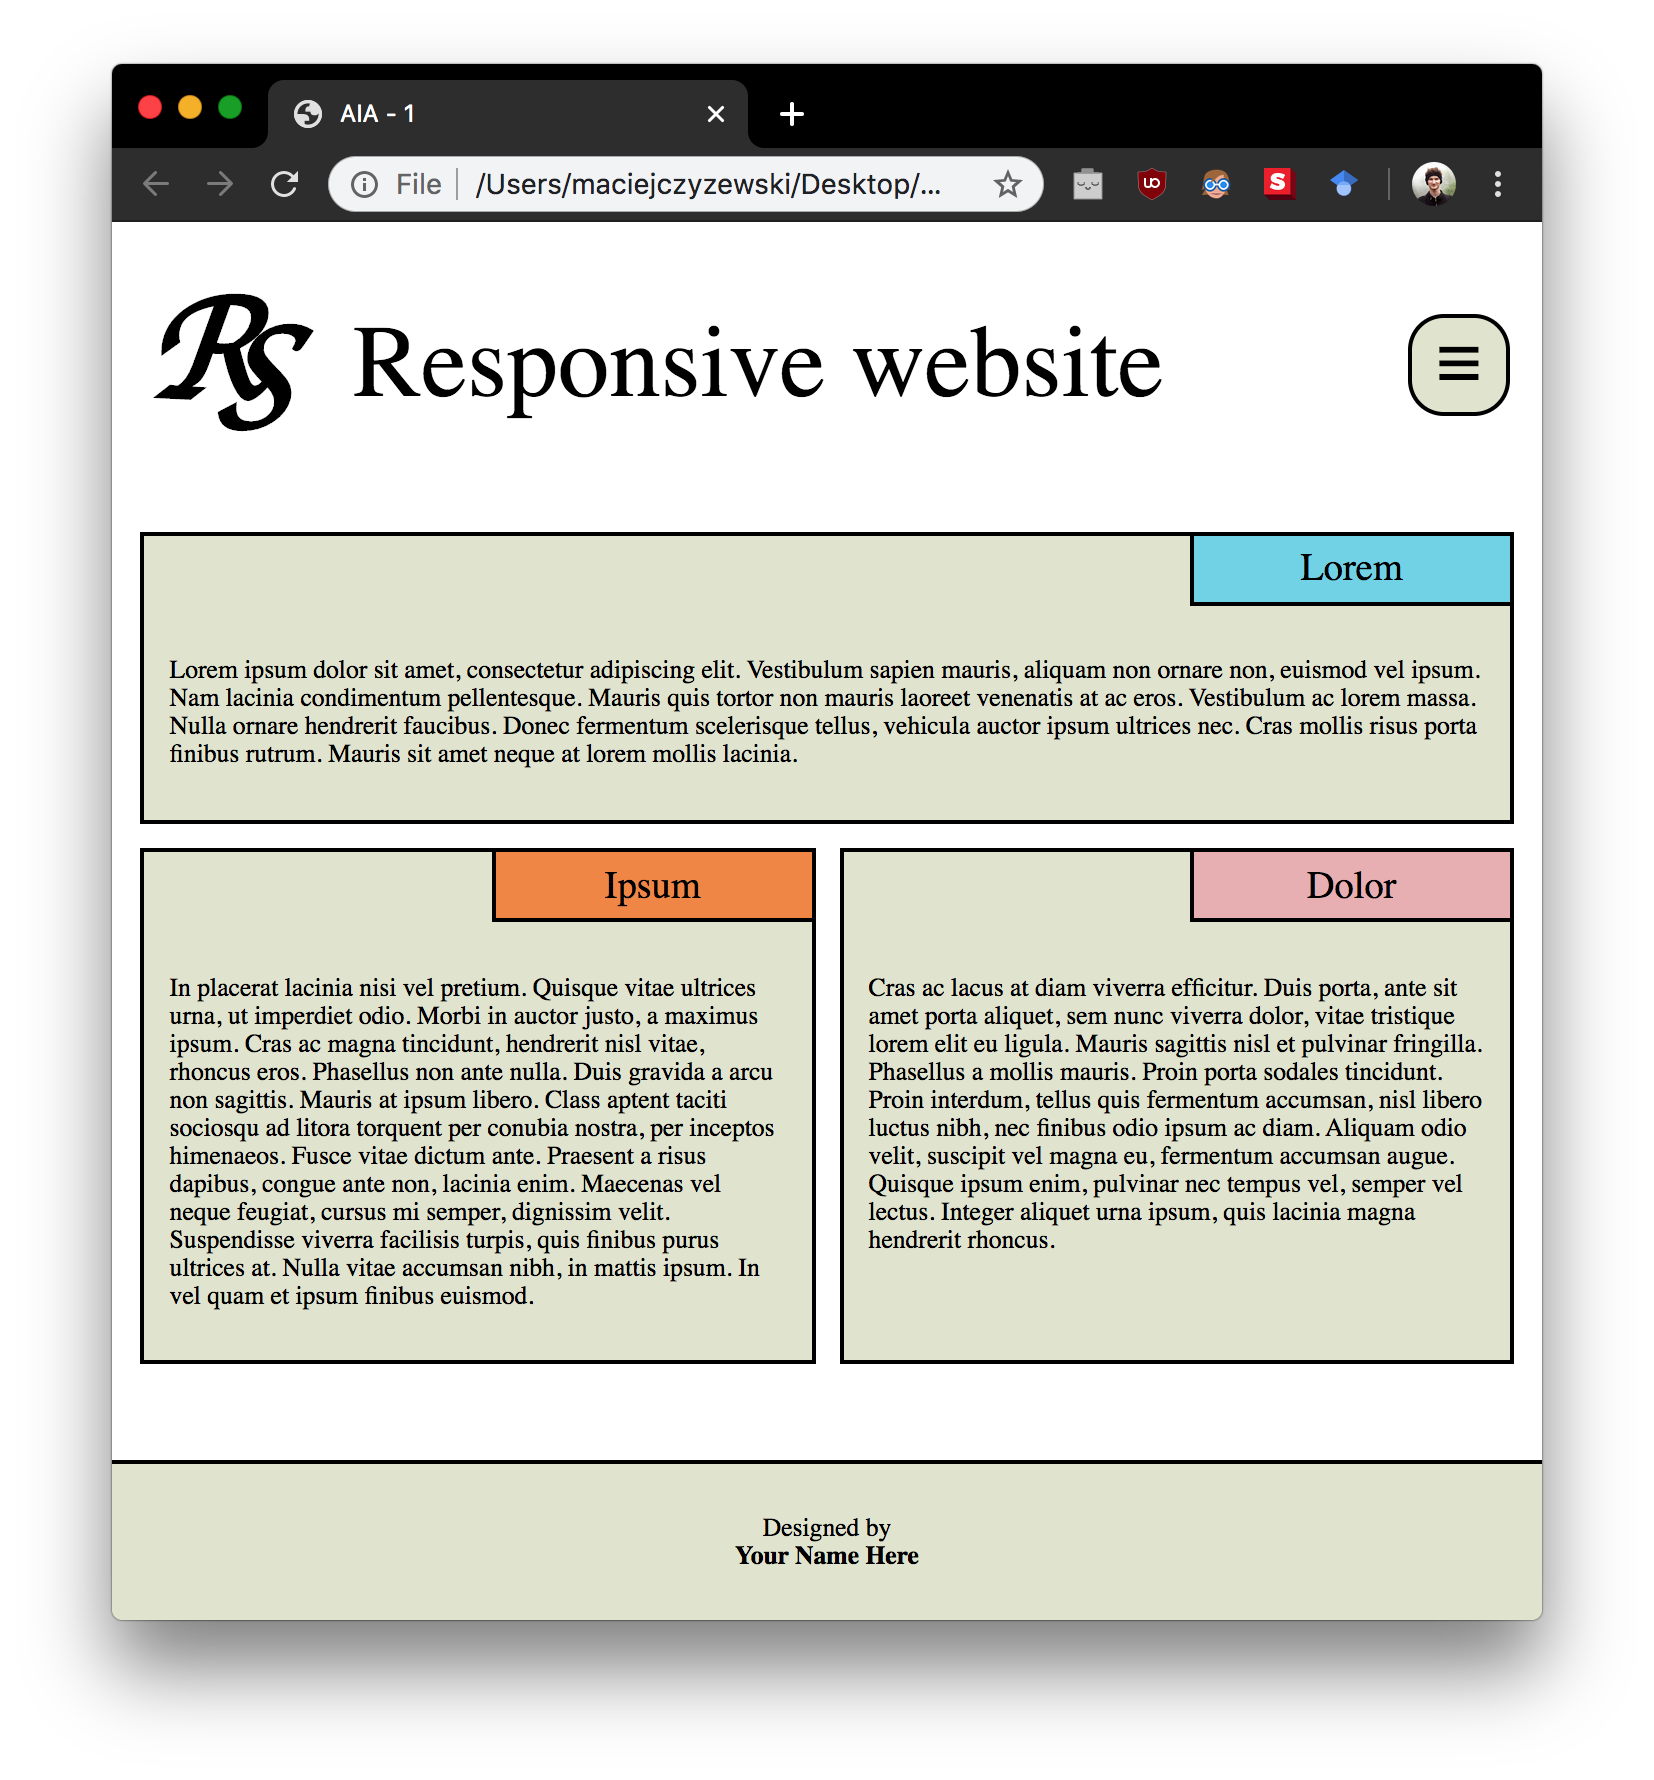 AIA - 1
File
/Users/maciejczyzewski/Desktop/...
RS
Responsive website
Lorem
Lorem ipsum dolor sit amet, consectetur adipiscing elit. Vestibulum sapien mauris, aliquam non ornare non, euismod vel ipsum.
Nam lacinia condimentum pellentesque. Mauris quis tortor non mauris laoreet venenatis at ac eros. Vestibulum ac lorem massa.
Nulla ornare hendrerit faucibus. Donec fermentum scelerisque tellus, vehicula auctor ipsum ultrices nec. Cras mollis risus porta
finibus rutrum. Mauris sit amet neque at lorem mollis lacinia.
Ipsum
In placerat lacinia nisi vel pretium. Quisque vitae ultrices
urna, ut imperdiet odio. Morbi in auctor justo, a maximus
ipsum. Cras ac magna tincidunt, hendrerit nisl vitae,
rhoncus eros. Phasellus non ante nulla. Duis gravida a arcu
non sagittis. Mauris at ipsum libero. Class aptent taciti
sociosqu ad litora torquent per conubia nostra, per inceptos
himenaeos. Fusce vitae dictum ante. Praesent a risus
dapibus, congue ante non, lacinia enim. Maecenas vel
neque feugiat, cursus mi semper, dignissim velit.
Suspendisse viverra facilisis turpis, quis finibus purus
ultrices at. Nulla vitae accumsan nibh, in mattis ipsum. In
vel quam et ipsum finibus euismod.
Dolor
Cras ac lacus at diam viverra efficitur. Duis porta, ante sit
amet porta aliquet, sem nunc viverra dolor, vitae tristique
lorem elit eu ligula. Mauris sagittis nisl et pulvinar fringilla.
Phasellus a mollis mauris. Proin porta sodales tincidunt.
Proin interdum, tellus quis fermentum accumsan, nisl libero
luctus nibh, nec finibus odio ipsum ac diam. Aliquam odio
velit, suscipit vel magna eu, fermentum accumsan augue.
Quisque ipsum enim, pulvinar nec tempus vel, semper vel
lectus. Integer aliquet urna ipsum, quis lacinia magna
hendrerit rhoncus.
Designed by
Your Name Here